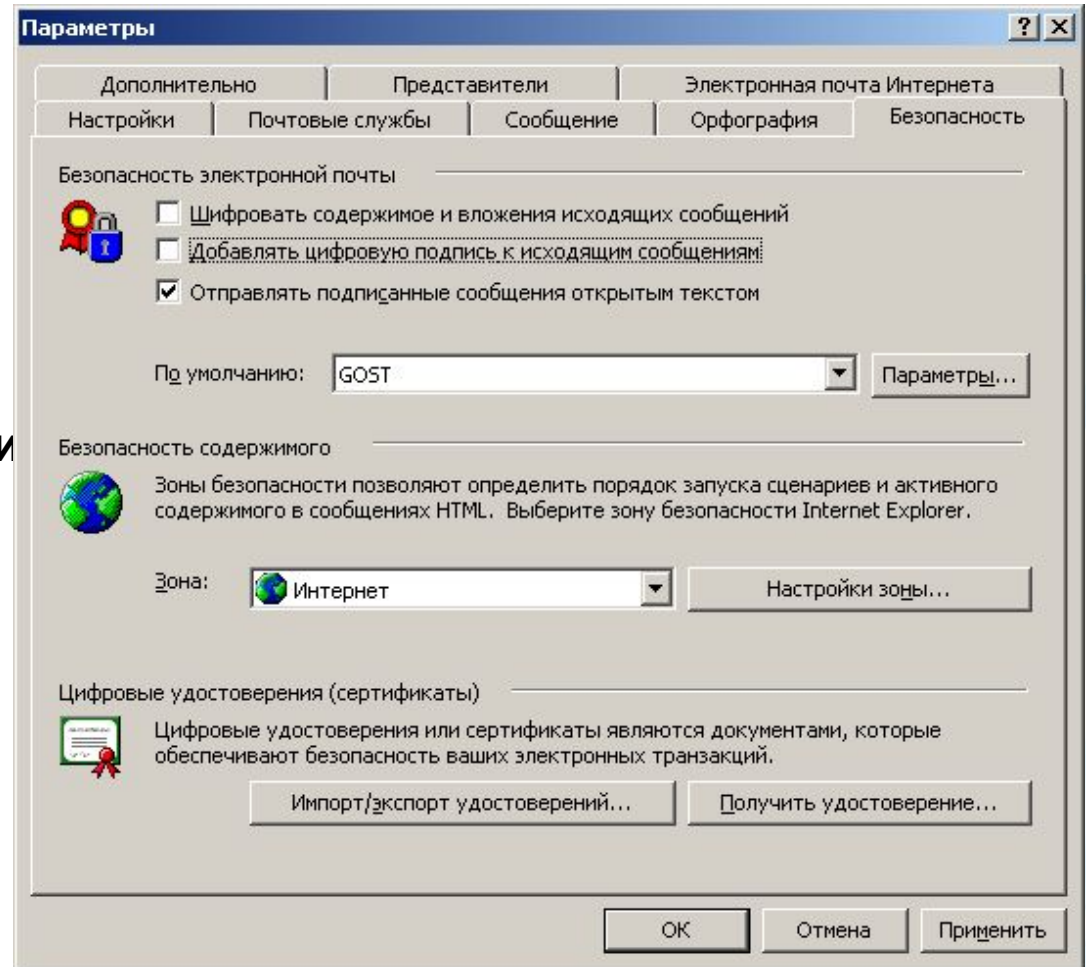 Параметры
Дополнительно Представители Электронная почта Интернета
Настройки Почтовые службы Сообщение Орфография Безопасность
Безопасность электронной почты
Шифровать содержимое и вложения исходящих сообщений
Добавлять цифровую подпись к исходящим сообщениям
Отправлять подписанные сообщения открытым текстом
По умолчанию: GOST Параметры...
и
Безопасность содержимого
Зоны безопасности позволяют определить порядок запуска сценариев и активного
содержимого в сообщениях HTML. Выберите зону безопасности Internet Explorer.
Зона: Интернет Настройки зоны...
Цифровые удостоверения (сертификаты)
Цифровые удостоверения или сертификаты являются документами, которые
обеспечивают безопасность ваших электронных транзакций.
Импорт/экспорт удостоверений... Получить удостоверение...
ОК Отмена Применить